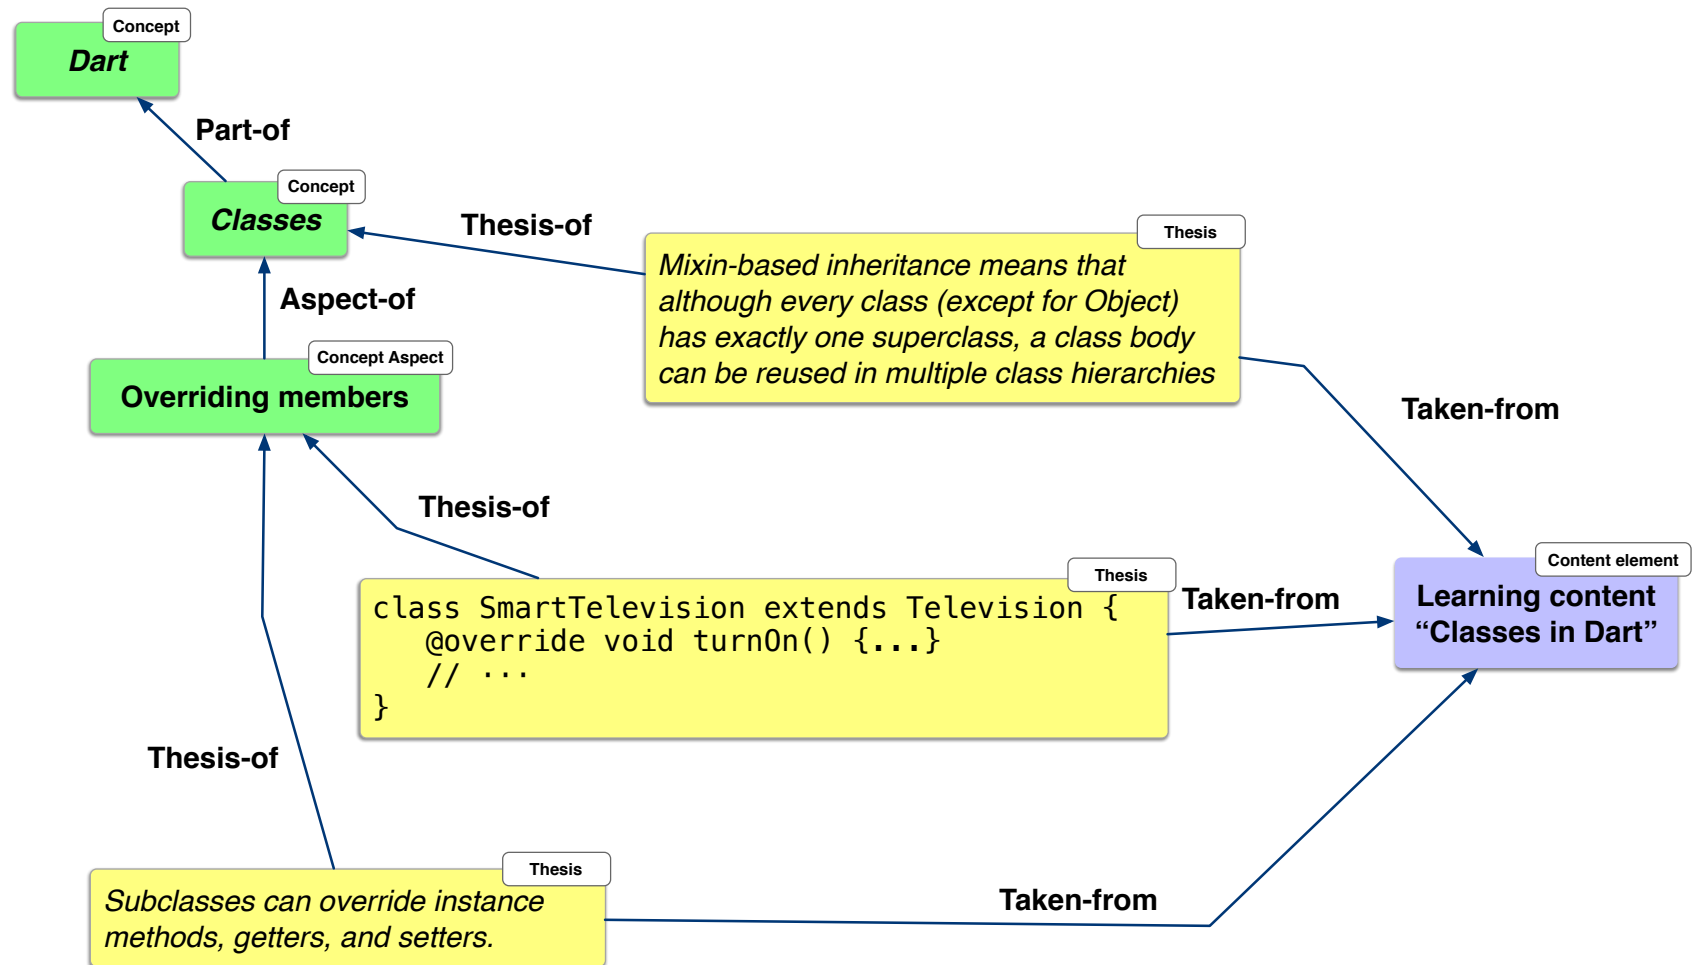 Concept
Dart
Part-of
Concept
Classes
Thesis-of
Thesis
Mixin-based inheritance means that
although every class (except for Object)
has exactly one superclass, a class body
can be reused in multiple class hierarchies
Aspect-of
Concept Aspect
Overriding members
Taken-from
Thesis-of
Thesis
class SmartTelevision extends Television {
   @override void turnOn() {...}
   // ···
}
Taken-from
Content element
Learning content
“Classes in Dart”
Thesis-of
Thesis
Subclasses can override instance
methods, getters, and setters.
Taken-from